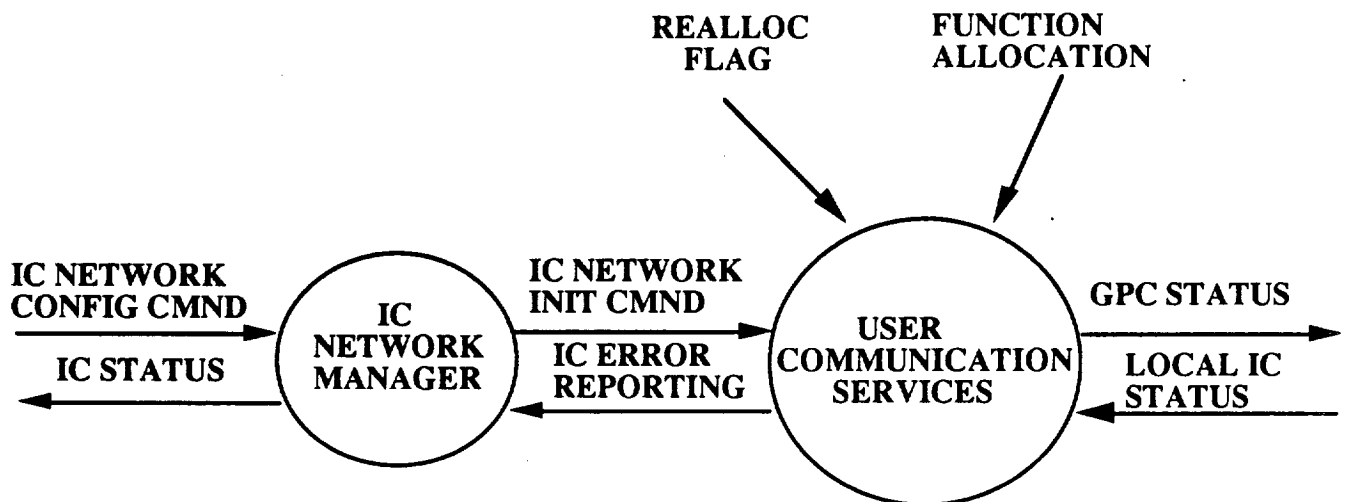 REALLOC
FLAG
FUNCTION
ALLOCATION
IC NETWORK
CONFIG CMND
IC STATUS
IC
NETWORK
MANAGER
IC NETWORK
INIT CMND
IC ERROR
REPORTING
USER
COMMUNICATION
SERVICES
GPC STATUS
LOCAL IC
STATUS